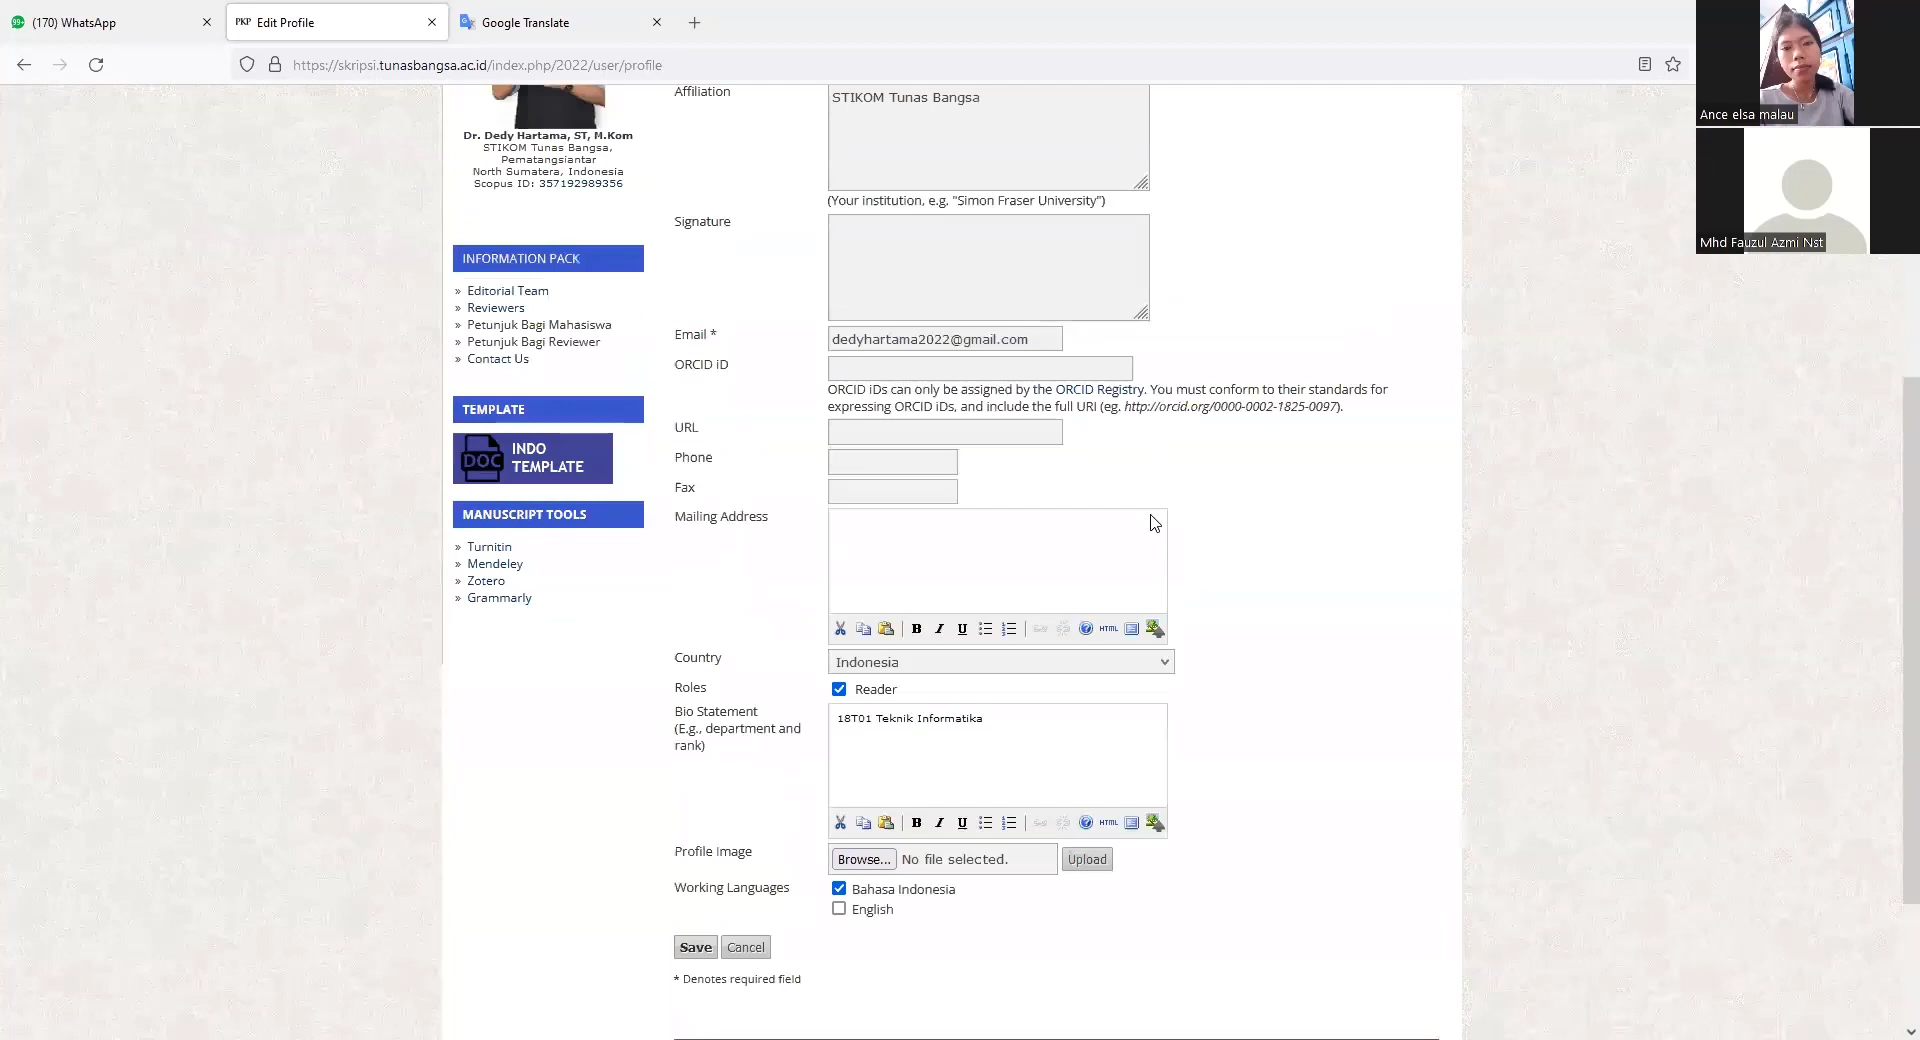 (170) WhatsApp
PKP Edit Profile
Google Translate
https://skripsi.tunasbangsa.ac.id/index.php/2022/user/profile
Ance elsa malau
Mhd Fauzul Azmi Nst
Dr. Dedy Hartama, ST, M.Kom
STIKOM Tunas Bangsa,
Pematangsiantar
North Sumatera, Indonesia
Scopus ID: 357192989356
INFORMATION PACK
» Editorial Team
» Reviewers
» Petunjuk Bagi Mahasiswa
» Petunjuk Bagi Reviewer
» Contact Us
TEMPLATE
DOC
INDO
TEMPLATE
MANUSCRIPT TOOLS
» Turnitin
» Mendeley
» Zotero
» Grammarly
Affiliation
STIKOM Tunas Bangsa
(Your institution, e.g. "Simon Fraser University")
Signature
Email *
dedyhartama2022@gmail.com
ORCID iD
ORCID iDs can only be assigned by the ORCID Registry. You must conform to their standards for
expressing ORCID iDs, and include the full URI (eg. http://orcid.org/0000-0002-1825-0097).
URL
Phone
Fax
Mailing Address
B I U HTML
Country
Indonesia
Roles
Reader
Bio Statement
(E.g., department and
rank)
18T01 Teknik Informatika
B I U HTML
Profile Image
Browse... No file selected. Upload
Working Languages
Bahasa Indonesia
English
Save Cancel
* Denotes required field